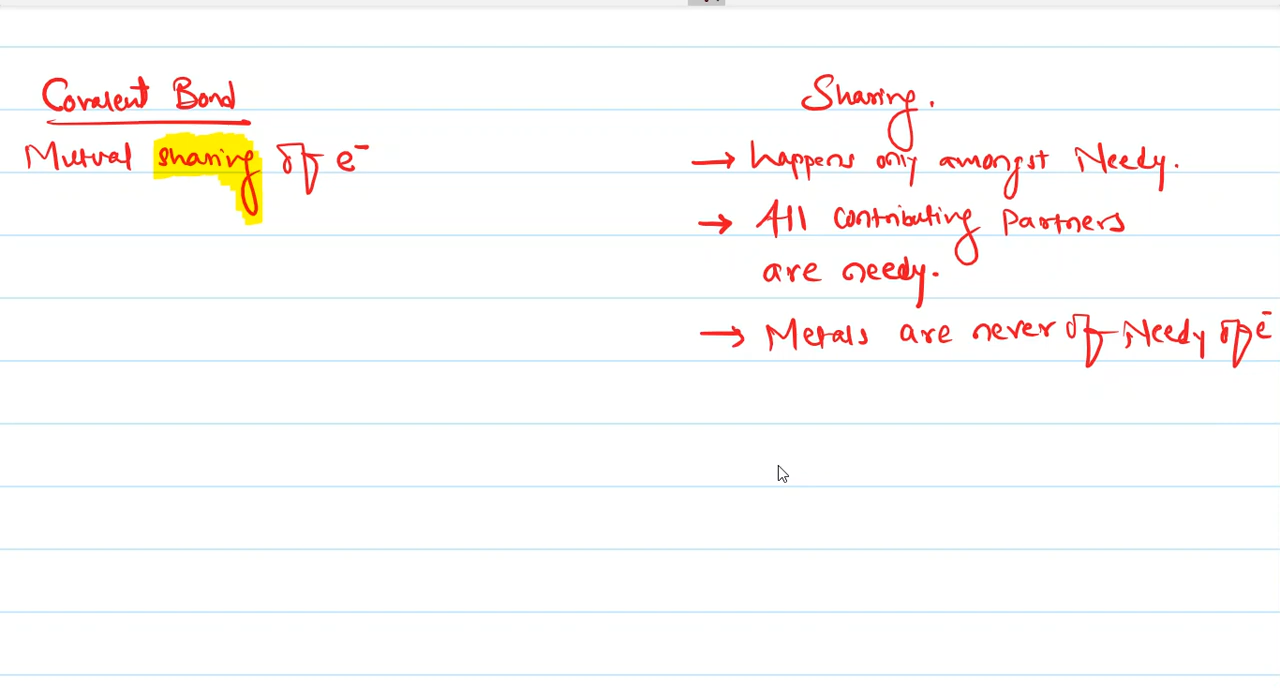 Covalent Bond
Mutual sharing of e⁻
Sharing.
→ happens only amongst Needy.
→ All contributing Partners
are needy.
→ Metals are never of Needy of e⁻